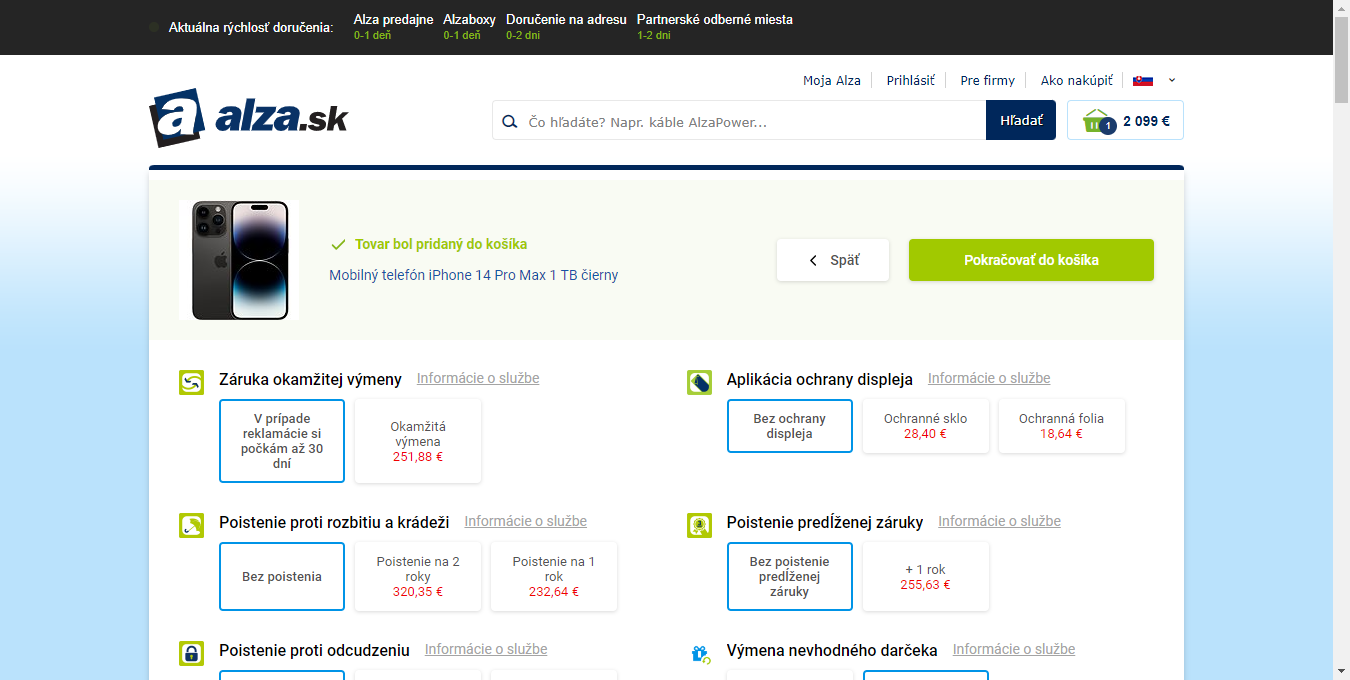 Aktuálna rýchlosť doručenia:
Alza predajne
0-1 deň
Alzaboxy
0-1 deň
Doručenie na adresu
0-2 dni
Partnerské odborné miesta
1-2 dni
Moja Alza
Prihlásiť
Pre firmy
Ako nakúpiť
a alza.sk
Čo hľadáte? Napr. káble AlzaPower...
Hľadať
1
2 099 €
Tovar bol pridaný do košíka
Mobilný telefón iPhone 14 Pro Max 1 TB čierny
Späť
Pokračovať do košíka
Záruka okamžitej výmeny
Informácie o službe
V prípade
reklamácie si
počkám až 30
dní
Okamžitá
výmena
251,88 €
Aplikácia ochrany displeja
Informácie o službe
Bez ochrany
displeja
Ochranné sklo
28,40 €
Ochranná folia
18,64 €
Poistenie proti rozbitiu a krádeži
Informácie o službe
Bez poistenia
Poistenie na 2
roky
320,35 €
Poistenie na 1
rok
232,64 €
Poistenie predĺženej záruky
Informácie o službe
Bez poistenie
predĺženej
záruky
+ 1 rok
255,63 €
Poistenie proti odcudzeniu
Informácie o službe
Výmena nevhodného darčeka
Informácie o službe